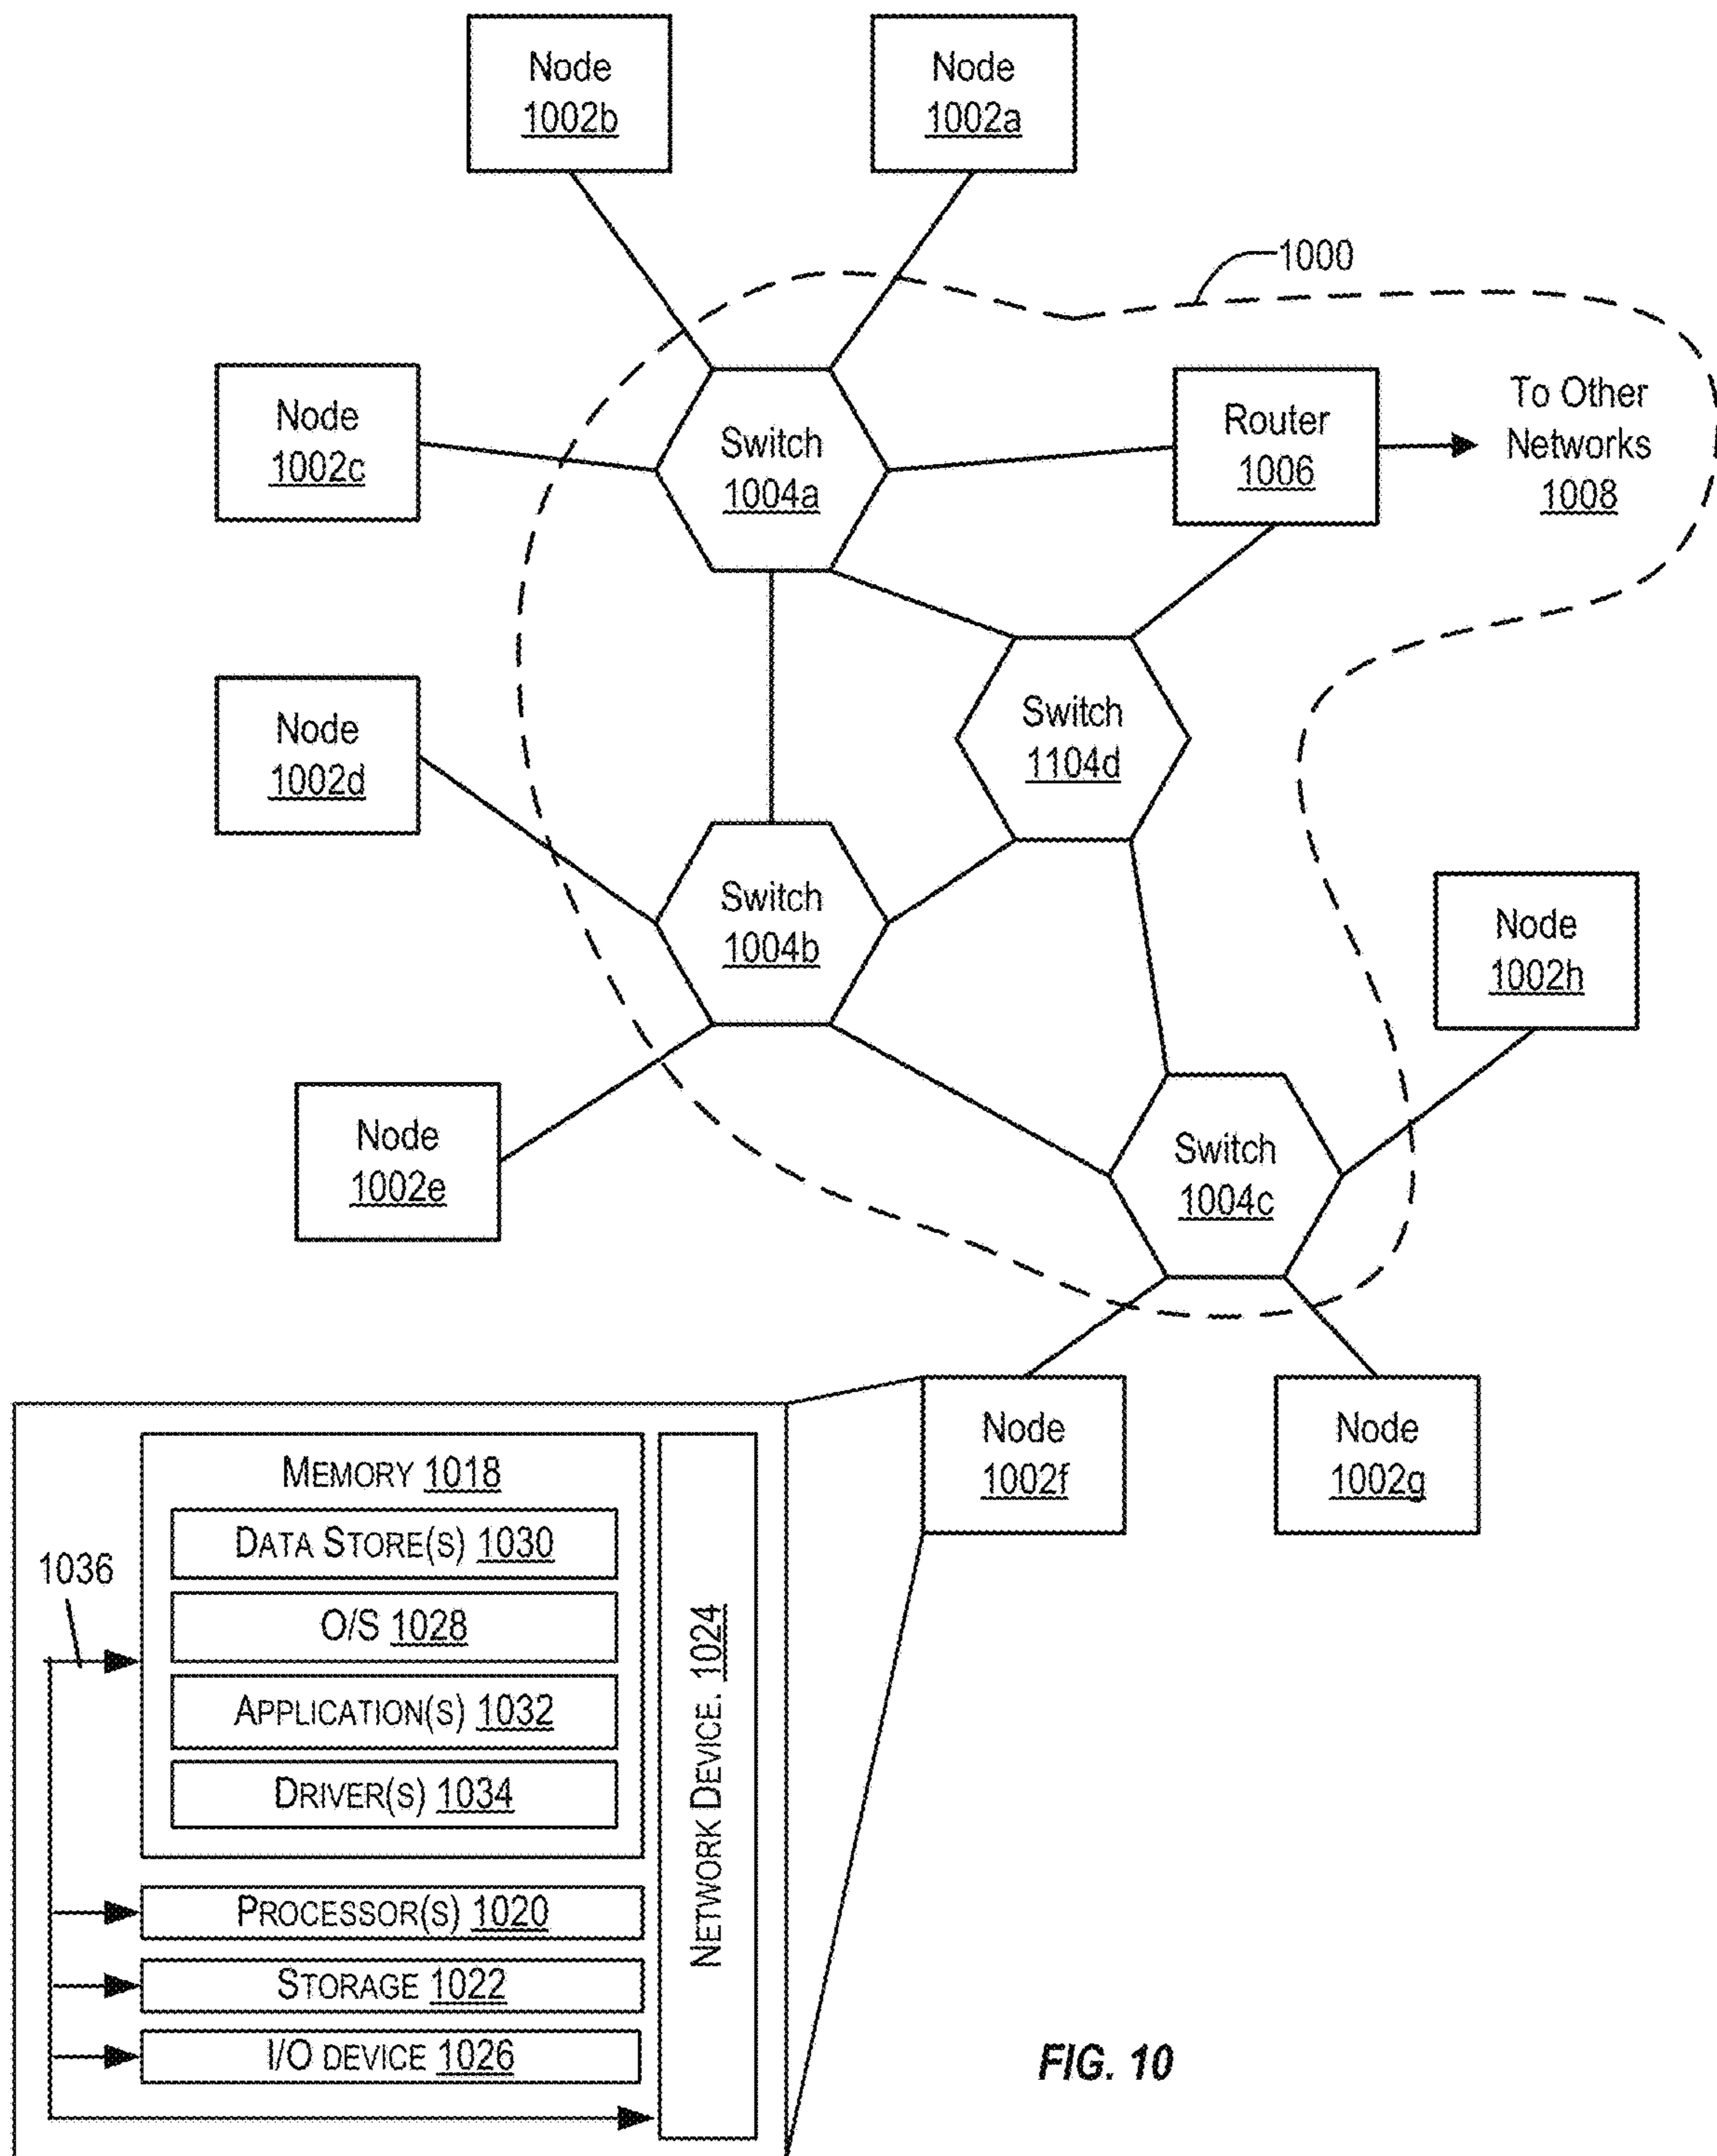 Node
1002b
Node
1002a
1000
Node
1002c
Switch
1004a
Router
1006
To Other
Networks
1008
Node
1002d
Switch
1104d
Switch
1004b
Node
1002h
Node
1002e
Switch
1004c
Node
1002f
Node
1002g
MEMORY 1018
DATA STORE(S) 1030
1036
O/S 1028
APPLICATION(S) 1032
DRIVER(S) 1034
NETWORK DEVICE. 1024
PROCESSOR(S) 1020
STORAGE 1022
I/O DEVICE 1026
FIG. 10